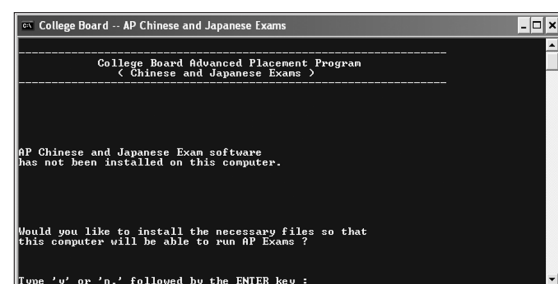 College Board -- AP Chinese and Japanese Exams
College Board Advanced Placement Program
( Chinese and Japanese Exams )
AP Chinese and Japanese Exam software
has not been installed on this computer.
Would you like to install the necessary files so that
this computer will be able to run AP Exams ?
Type 'y' or 'n,' followed by the ENTER key :